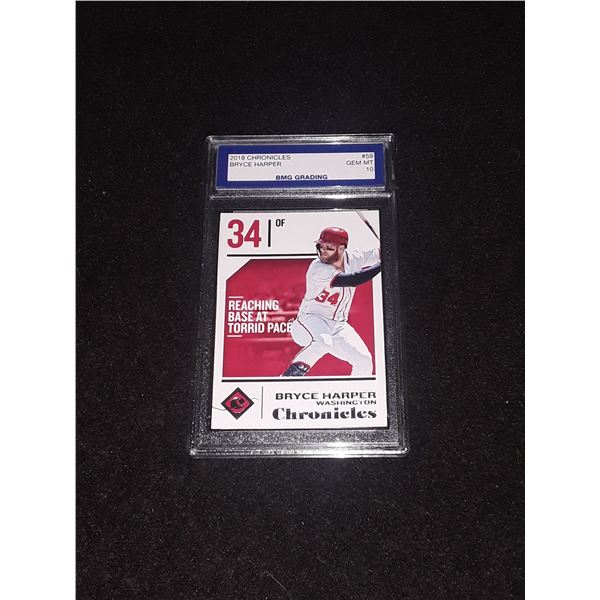 2018 CHRONICLES #59
BRYCE HARPER GEM MT
10
BMG GRADING
34 OF
REACHING
BASE AT
TORRID PACE
34
BRYCE HARPER
WASHINGTON
Chronicles